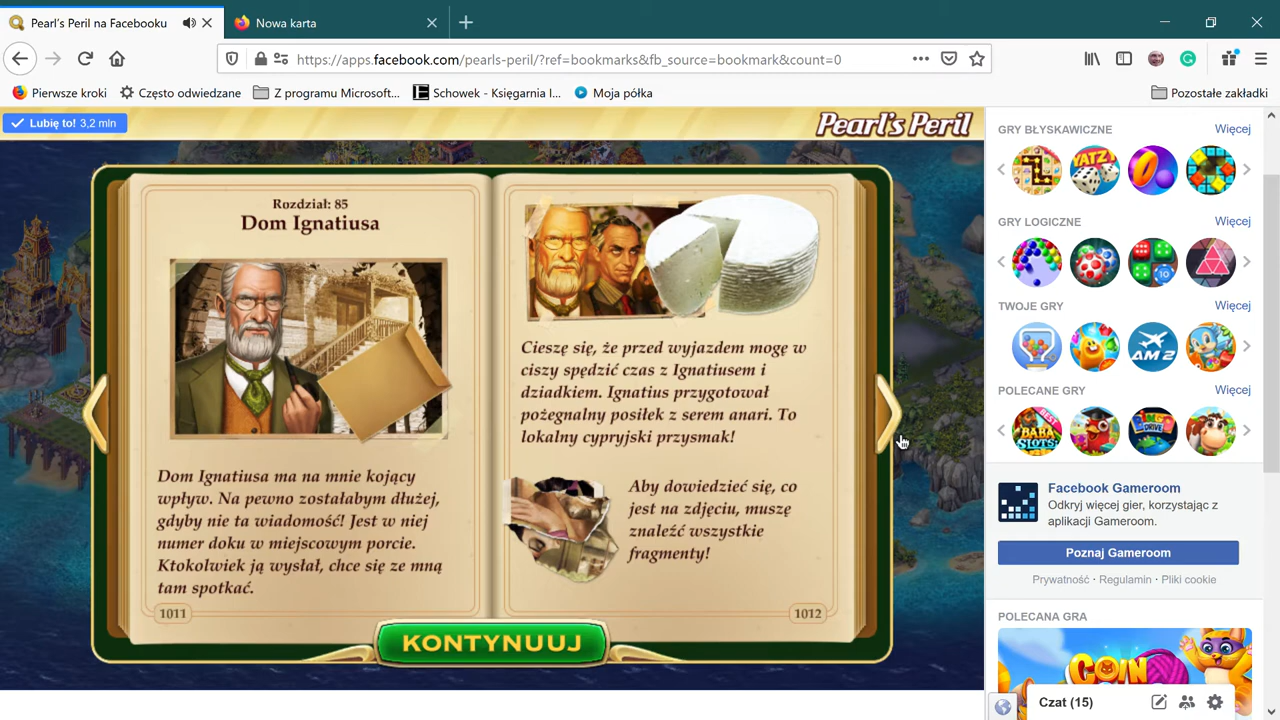 Pearl's Peril na Facebooku
Nowa karta
https://apps.facebook.com/pearls-peril/?ref=bookmarks&fb_source=bookmark&count=0
Pierwsze kroki
Często odwiedzane
Z programu Microsoft...
Schowek - Księgarnia I...
Moja półka
Pozostałe zakładki
Lubię to! 3,2 mln
Pearl's Peril
Rozdział: 85
Dom Ignatiusa
Dom Ignatiusa ma na mnie kojący
wpływ. Na pewno zostałabym dłużej,
gdyby nie ta wiadomość! Jest w niej
numer doku w miejscowym porcie.
Ktokolwiek ją wysłał, chce się ze mną
tam spotkać.
1011
Cieszę się, że przed wyjazdem mogę w
ciszy spędzić czas z Ignatiusem i
dziadkiem. Ignatius przygotował
pożegnalny posiłek z serem anari. To
lokalny cypryjski przysmak!
Aby dowiedzieć się, co
jest na zdjęciu, muszę
znaleźć wszystkie
fragmenty!
1012
KONTYNUUJ
GRY BŁYSKAWICZNE
Więcej
YATZY
GRY LOGICZNE
Więcej
10
TWOJE GRY
Więcej
AM 2
POLECANE GRY
Więcej
BEST
BABA
SLOTS
BINGO
DRIVE
Facebook Gameroom
Odkryj więcej gier, korzystając z
aplikacji Gameroom.
Poznaj Gameroom
Prywatność · Regulamin · Pliki cookie
POLECANA GRA
COIN
Czat (15)